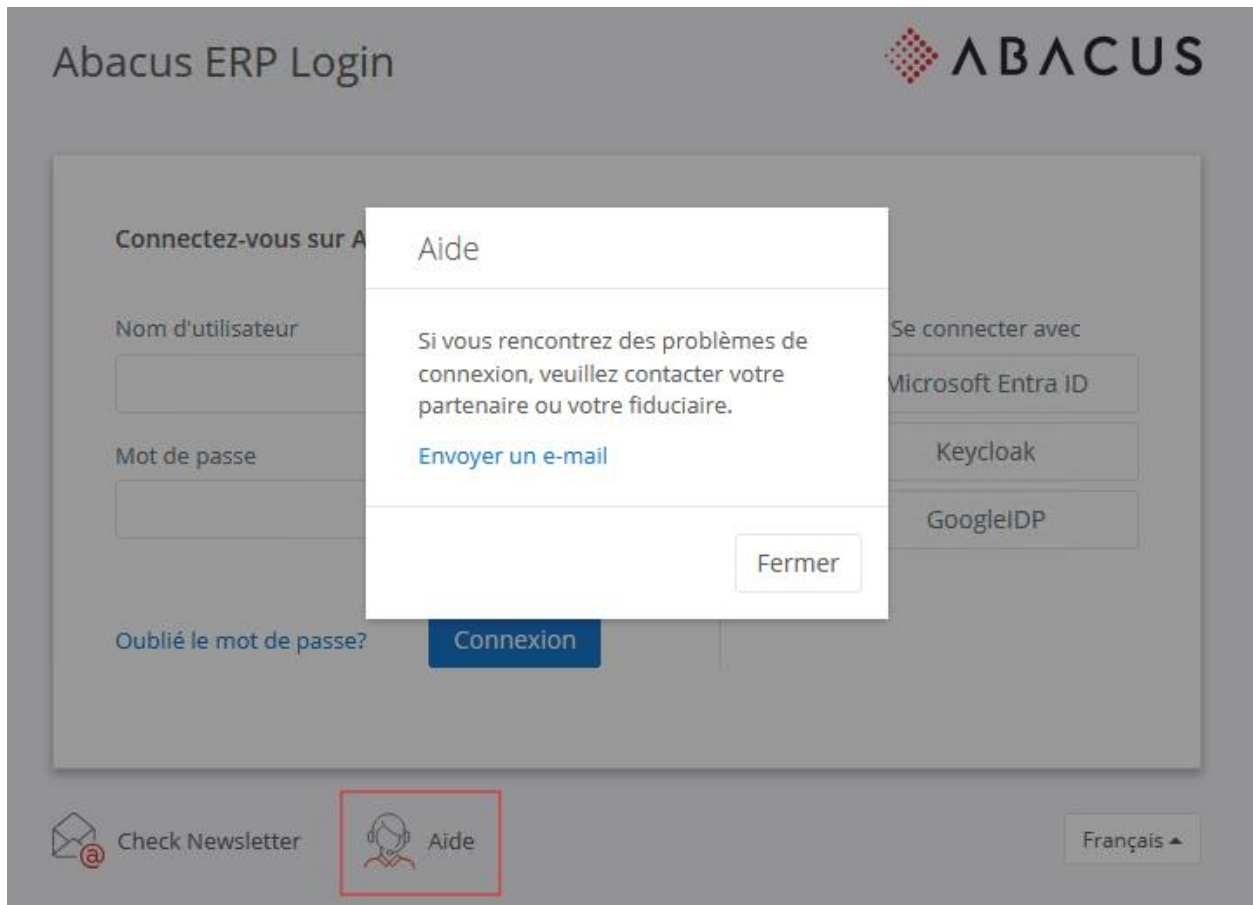 Abacus ERP Login
ABACUS
Connectez-vous sur A
Aide
Nom d'utilisateur
Si vous rencontrez des problèmes de
connexion, veuillez contacter votre
partenaire ou votre fiduciaire.
Envoyer un e-mail
Fermer
Mot de passe
Se connecter avec
Microsoft Entra ID
Keycloak
GoogleIDP
Oublié le mot de passe?
Connexion
@ Check Newsletter
Aide
Français